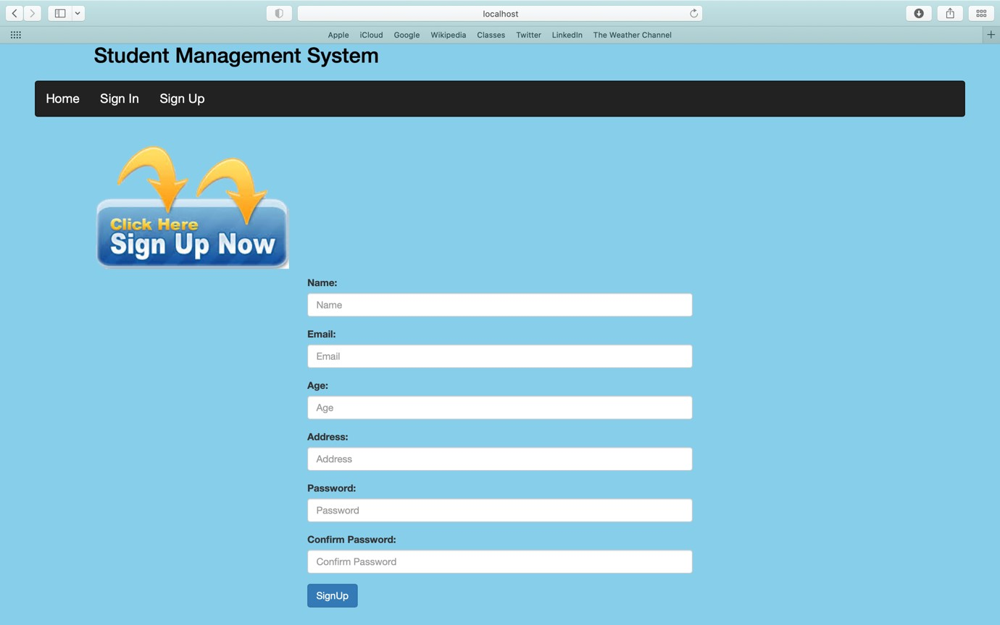 localhost
Apple iCloud Google Wikipedia Classes Twitter LinkedIn The Weather Channel
Student Management System
Home Sign In Sign Up
Click Here
Sign Up Now
Name:
Name
Email:
Email
Age:
Age
Address:
Address
Password:
Password
Confirm Password:
Confirm Password
SignUp